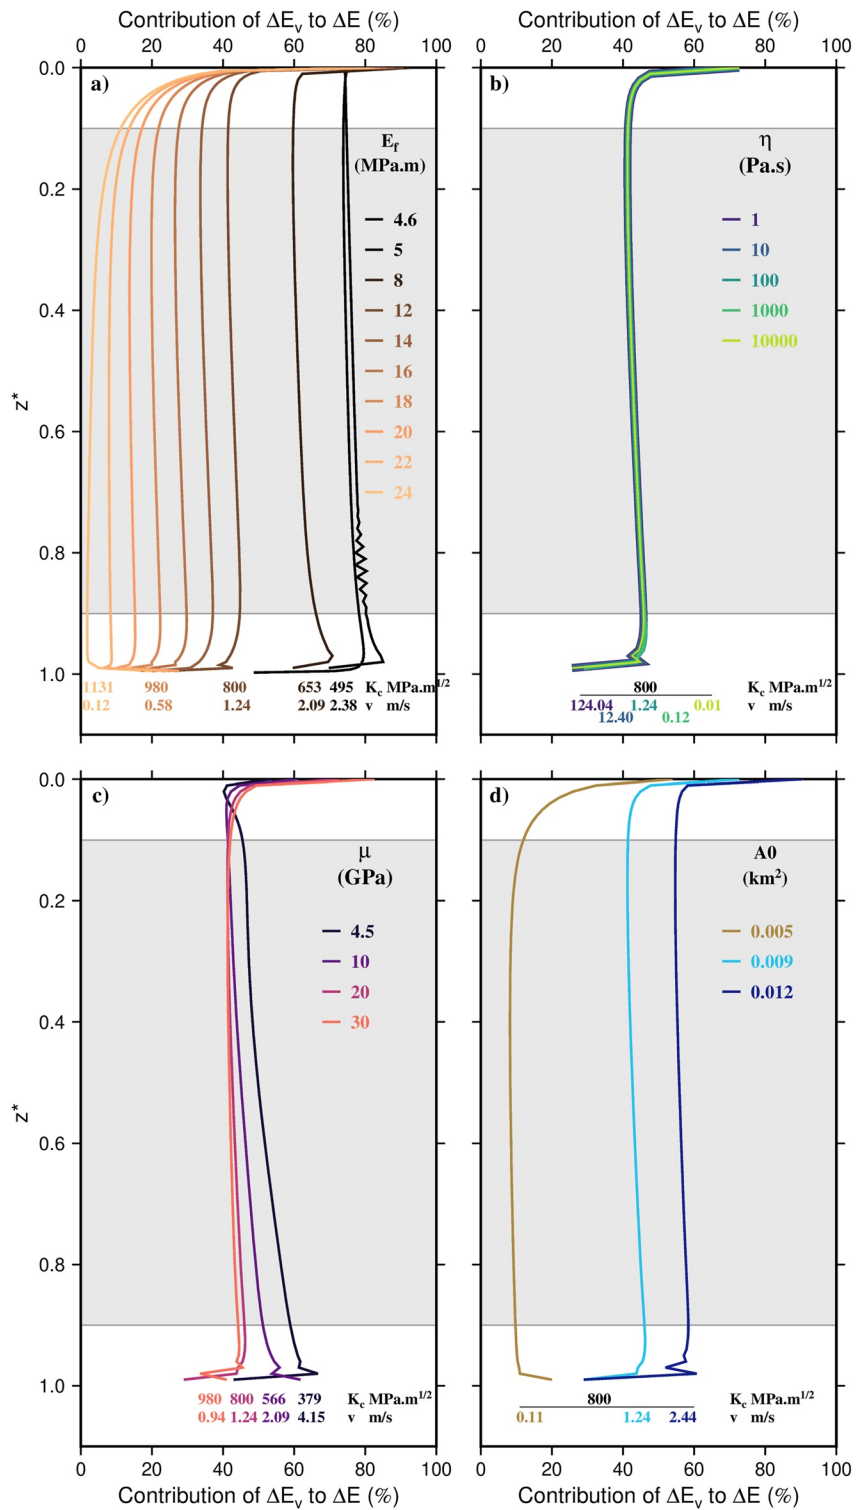 Contribution of ΔEv to ΔE (%)
Contribution of ΔEv to ΔE (%)
0 20 40 60 80 100
0 20 40 60 80 100
a)
Ef
(MPa.m)
4.6
5
8
12
14
16
18
20
22
24
0.0
0.2
0.4
0.6
0.8
1.0
z*
1131 980 800 653 495 Kc MPa.m1/2
0.12 0.58 1.24 2.09 2.38 v m/s
b)
η
(Pa.s)
1
10
100
1000
10000
800 Kc MPa.m1/2
124.04 1.24 0.01 v m/s
12.40 0.12
c)
μ
(GPa)
4.5
10
20
30
0.0
0.2
0.4
0.6
0.8
1.0
z*
980 800 566 379 Kc MPa.m1/2
0.94 1.24 2.09 4.15 v m/s
d)
A0
(km2)
0.005
0.009
0.012
800 Kc MPa.m1/2
0.11 1.24 2.44 v m/s
0 20 40 60 80 100
0 20 40 60 80 100
Contribution of ΔEv to ΔE (%)
Contribution of ΔEv to ΔE (%)